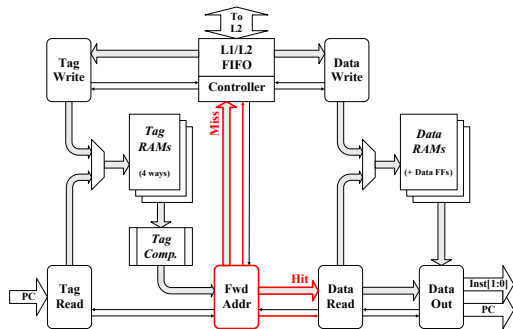 To
L2
Tag
Write
L1/L2
FIFO
Controller
Data
Write
Miss
Tag
RAMs
(4 ways)
Data
RAMs
(+ Data FFs)
Tag
Comp.
PC
Tag
Read
Fwd
Addr
Hit
Data
Read
Data
Out
Inst[1:0]
PC